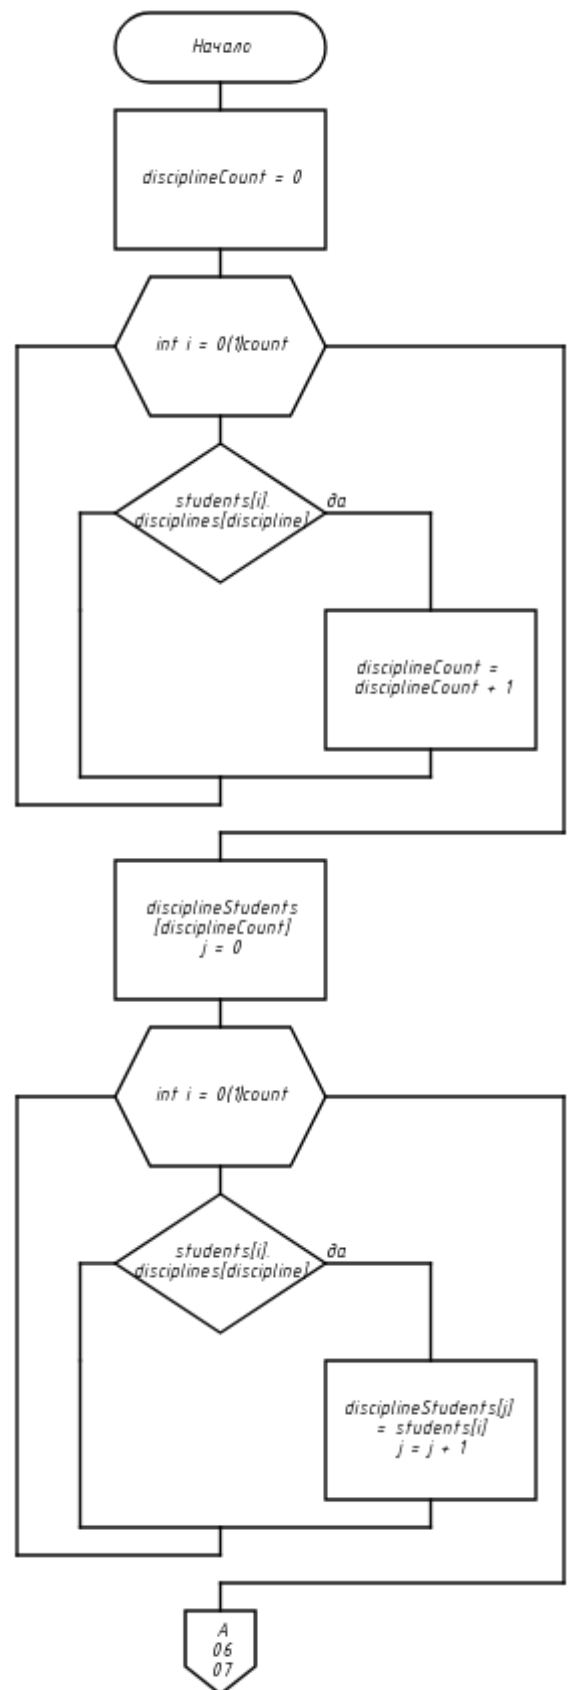 Начало
disciplineCount = 0
int i = 0(1)count
students[i].
disciplines[discipline]
да
disciplineCount =
disciplineCount + 1
disciplineStudents
[disciplineCount]
j = 0
int i = 0(1)count
students[i].
disciplines[discipline]
да
disciplineStudents[j]
= students[i]
j = j + 1
А
06
07